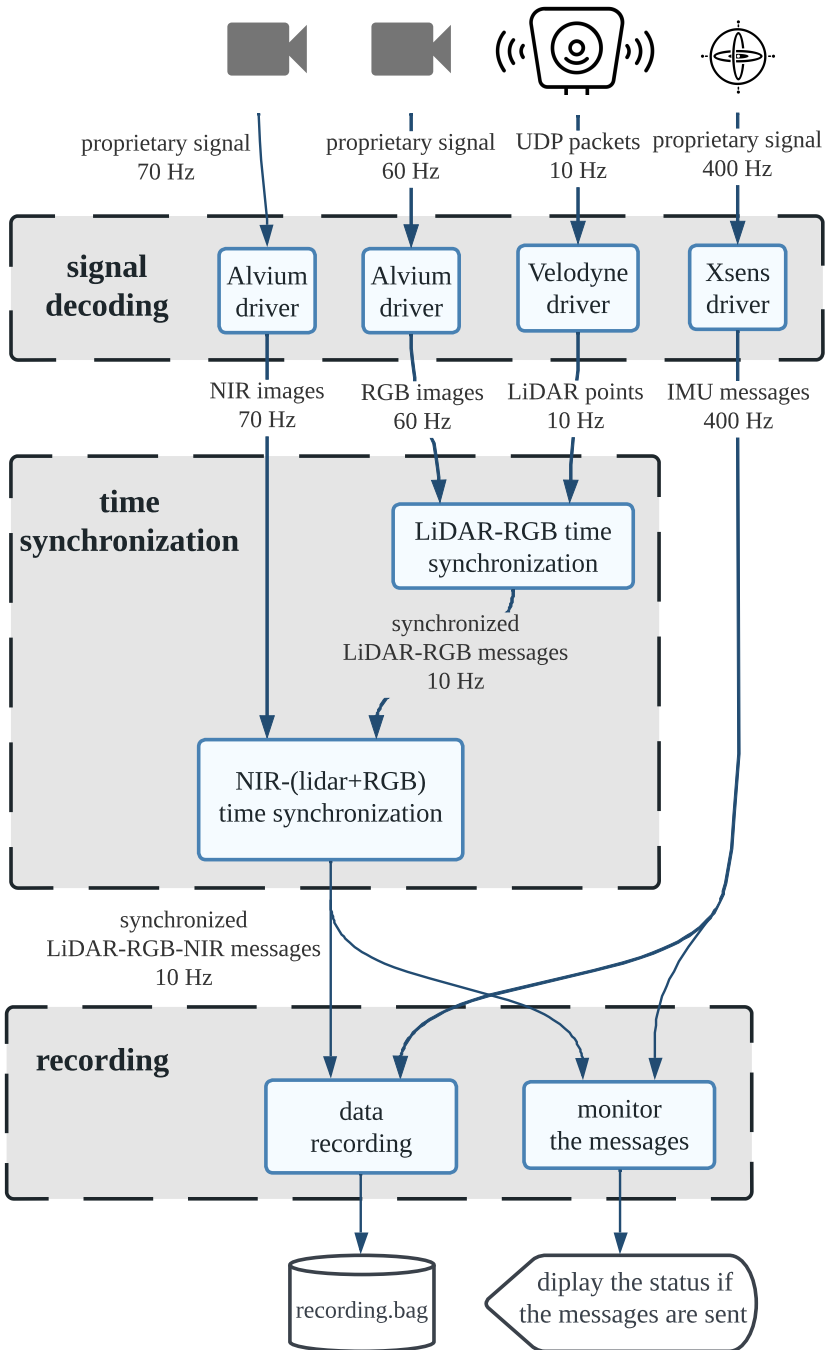 proprietary signal
70 Hz
proprietary signal
60 Hz
UDP packets
10 Hz
proprietary signal
400 Hz
signal
decoding
Alvium
driver
Alvium
driver
Velodyne
driver
Xsens
driver
NIR images
70 Hz
RGB images
60 Hz
LiDAR points
10 Hz
IMU messages
400 Hz
time
synchronization
LiDAR-RGB time
synchronization
synchronized
LiDAR-RGB messages
10 Hz
NIR-(lidar+RGB)
time synchronization
synchronized
LiDAR-RGB-NIR messages
10 Hz
recording
data
recording
monitor
the messages
recording.bag
diplay the status if
the messages are sent